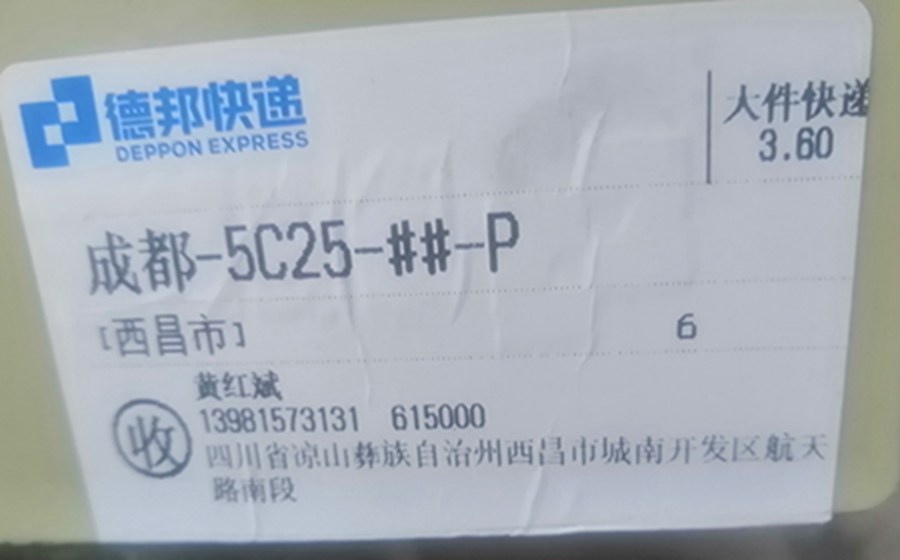 德邦快递
DEPPON EXPRESS
大件快递
3.60
成都-5C25-##-P
[西昌市]
6
黄红斌
收
13981573131 615000
四川省凉山彝族自治州西昌市城南开发区航天
路南段